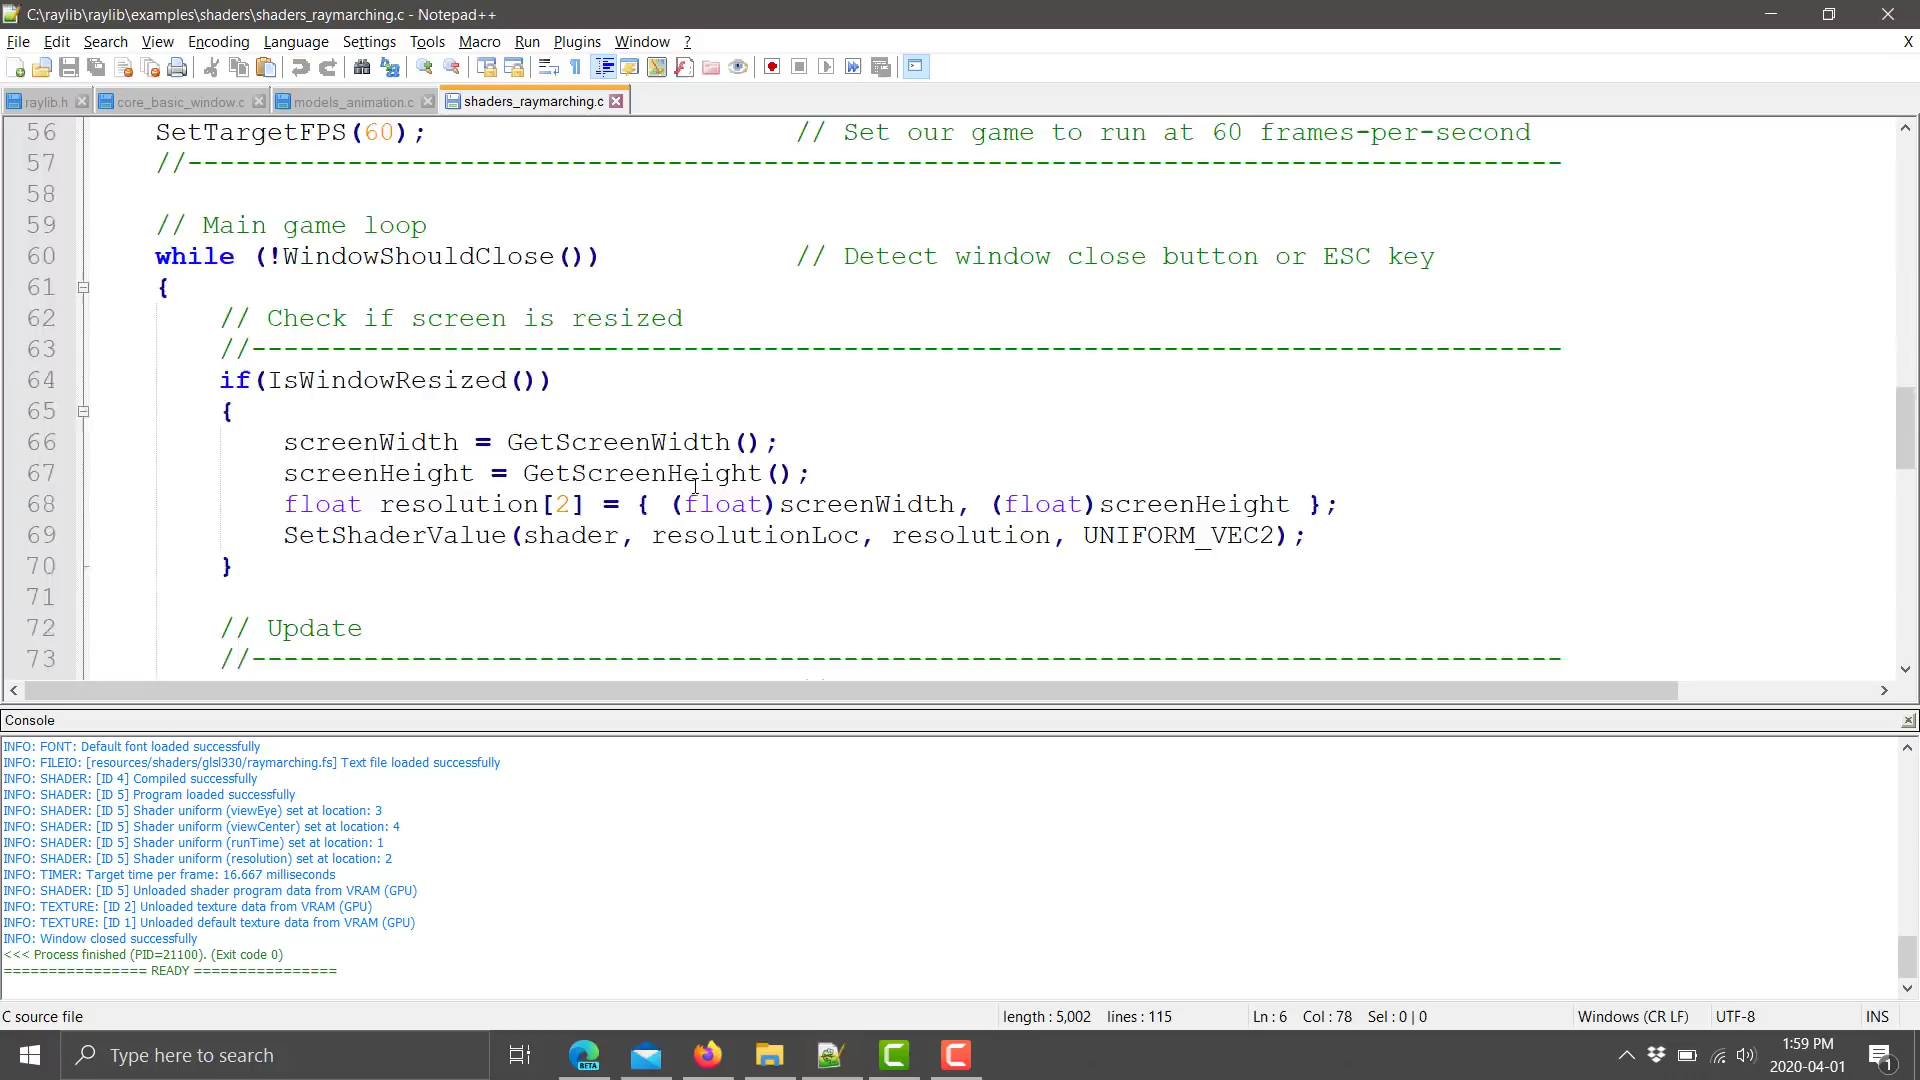 C:\raylib\raylib\examples\shaders\shaders_raymarching.c - Notepad++
File Edit Search View Encoding Language Settings Tools Macro Run Plugins Window ? X
raylib.h core_basic_window.c models_animation.c shaders_raymarching.c
56 SetTargetFPS(60); // Set our game to run at 60 frames-per-second
57 //--------------------------------------------------------------------------------------
58
59 // Main game loop
60 while (!WindowShouldClose()) // Detect window close button or ESC key
61 {
62 // Check if screen is resized
63 //----------------------------------------------------------------------------------
64 if(IsWindowResized())
65 {
66 screenWidth = GetScreenWidth();
67 screenHeight = GetScreenHeight();
68 float resolution[2] = { (float)screenWidth, (float)screenHeight };
69 SetShaderValue(shader, resolutionLoc, resolution, UNIFORM_VEC2);
70 }
71
72 // Update
73 //----------------------------------------------------------------------------------
Console
INFO: FONT: Default font loaded successfully
INFO: FILEIO: [resources/shaders/glsl330/raymarching.fs] Text file loaded successfully
INFO: SHADER: [ID 4] Compiled successfully
INFO: SHADER: [ID 5] Program loaded successfully
INFO: SHADER: [ID 5] Shader uniform (viewEye) set at location: 3
INFO: SHADER: [ID 5] Shader uniform (viewCenter) set at location: 4
INFO: SHADER: [ID 5] Shader uniform (runTime) set at location: 1
INFO: SHADER: [ID 5] Shader uniform (resolution) set at location: 2
INFO: TIMER: Target time per frame: 16.667 milliseconds
INFO: SHADER: [ID 5] Unloaded shader program data from VRAM (GPU)
INFO: TEXTURE: [ID 2] Unloaded texture data from VRAM (GPU)
INFO: TEXTURE: [ID 1] Unloaded default texture data from VRAM (GPU)
INFO: Window closed successfully
<<< Process finished (PID=21100). (Exit code 0)
================ READY ================
C source file length : 5,002 lines : 115 Ln : 6 Col : 78 Sel : 0 | 0 Windows (CR LF) UTF-8 INS
Type here to search
BETA
1:59 PM
2020-04-01
1